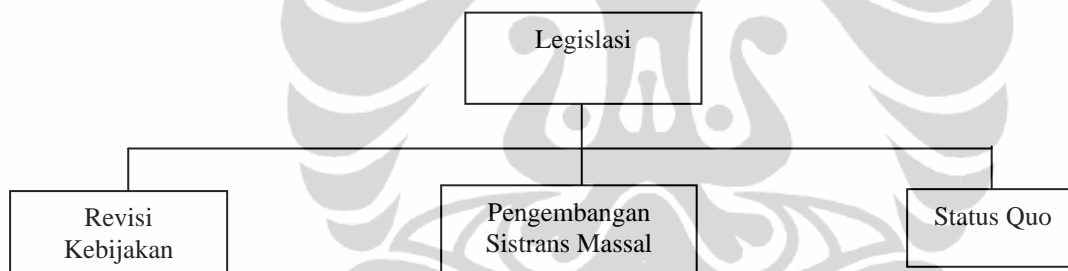 Legislasi
Revisi
Kebijakan
Pengembangan
Sistrans Massal
Status Quo